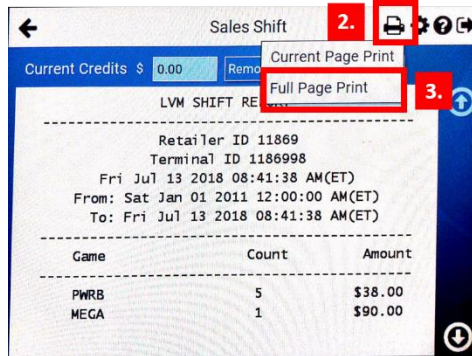 Sales Shift
2.
Current Page Print
Current Credits $ 0.00
Full Page Print
3.
LVM SHIFT
Retailer ID 11869
Terminal ID 1186998
Fri Jul 13 2018 08:41:38 AM(ET)
From: Sat Jan 01 2011 12:00:00 AM(ET)
To: Fri Jul 13 2018 08:41:38 AM(ET)
Game Count Amount
PWRB 5 $38.00
MEGA 1 $90.00